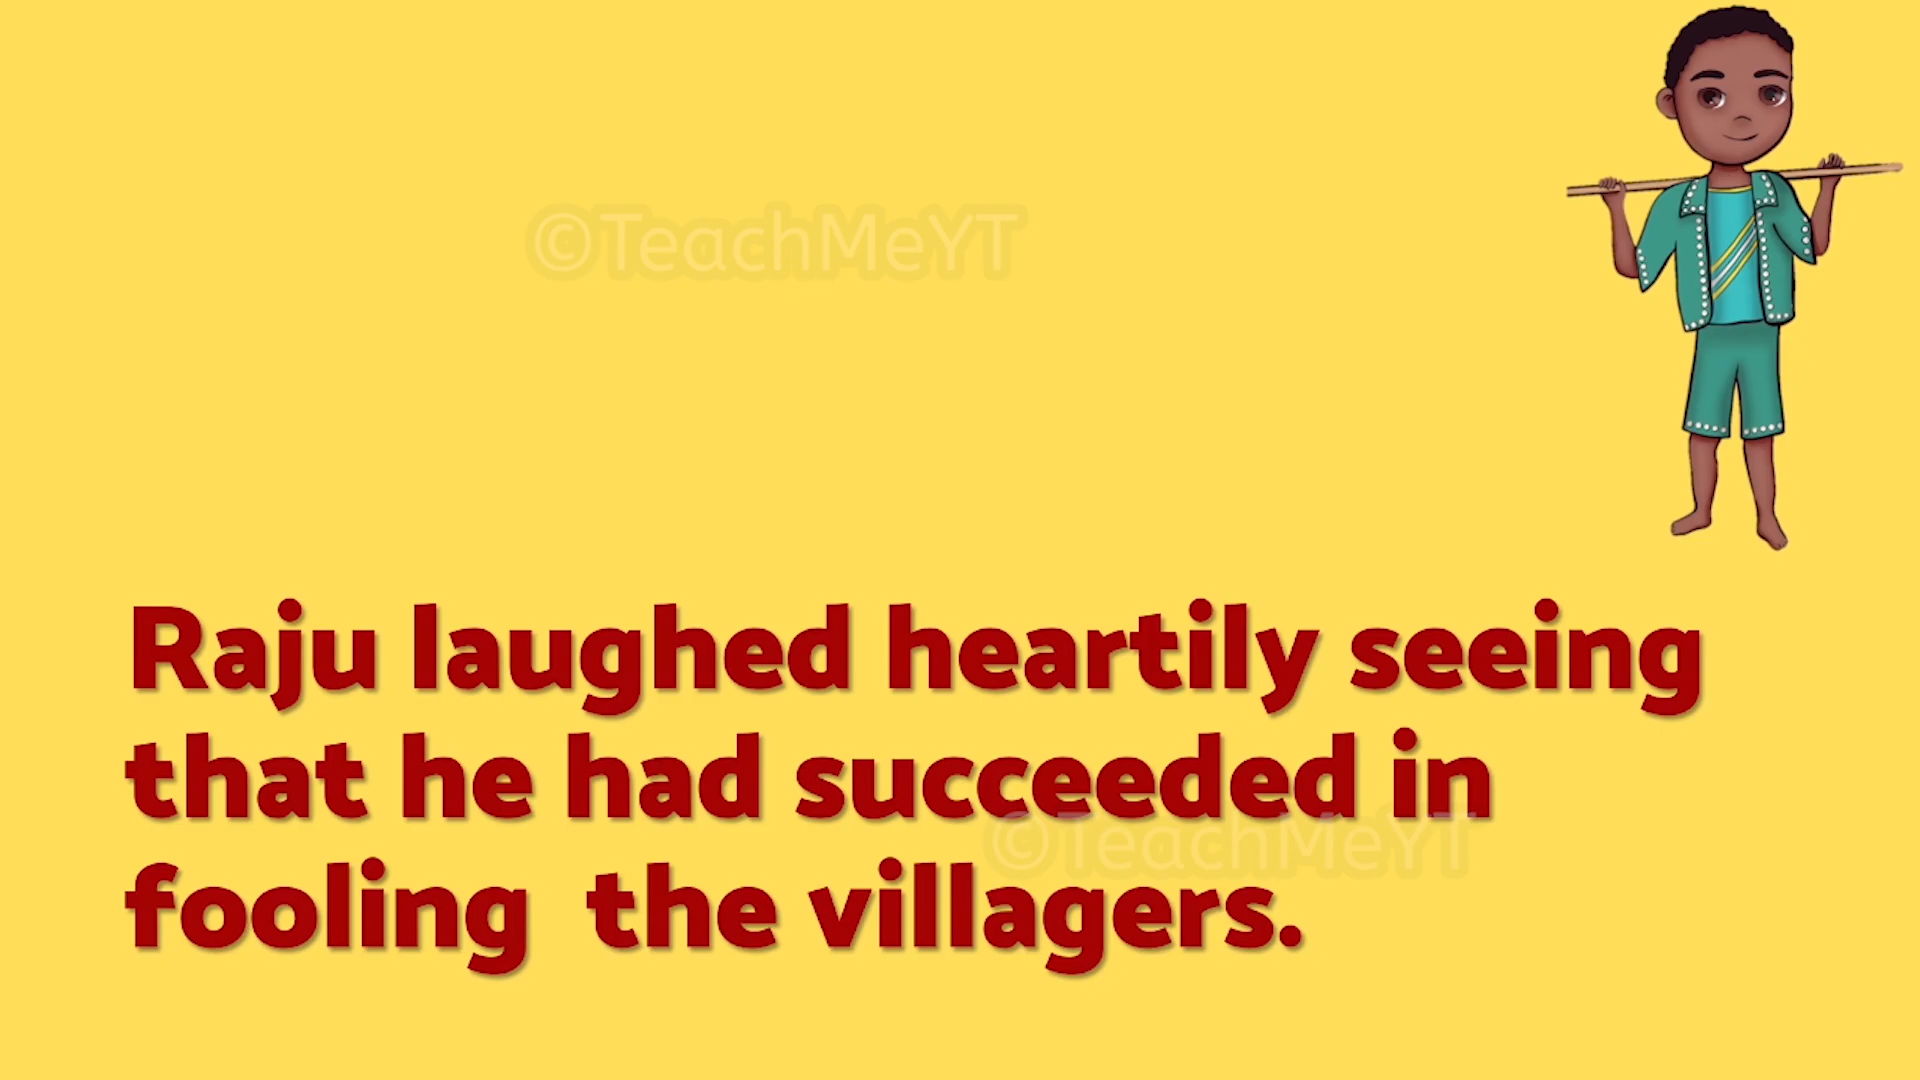 ©TeachMeYT
Raju laughed heartily seeing
that he had succeeded in
©TeachMeYT
fooling  the villagers.